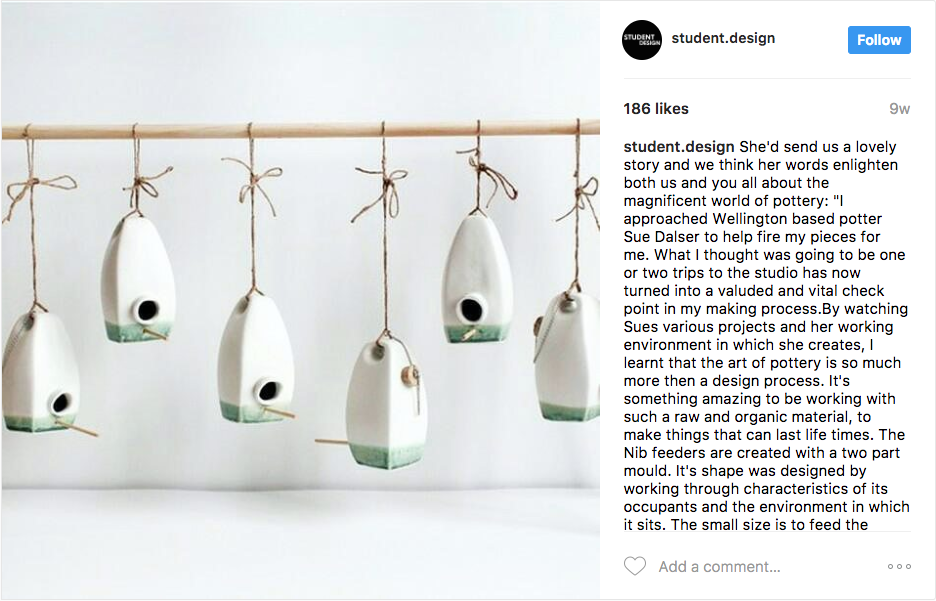 STUDENT
DESIGN
student.design
Follow
186 likes
9w
student.design She'd send us a lovely
story and we think her words enlighten
both us and you all about the
magnificent world of pottery: "I
approached Wellington based potter
Sue Dalser to help fire my pieces for
me. What I thought was going to be one
or two trips to the studio has now
turned into a valuded and vital check
point in my making process.By watching
Sues various projects and her working
environment in which she creates, I
learnt that the art of pottery is so much
more then a design process. It's
something amazing to be working with
such a raw and organic material, to
make things that can last life times. The
Nib feeders are created with a two part
mould. It's shape was designed by
working through characteristics of its
occupants and the environment in which
it sits. The small size is to feed the
Add a comment...